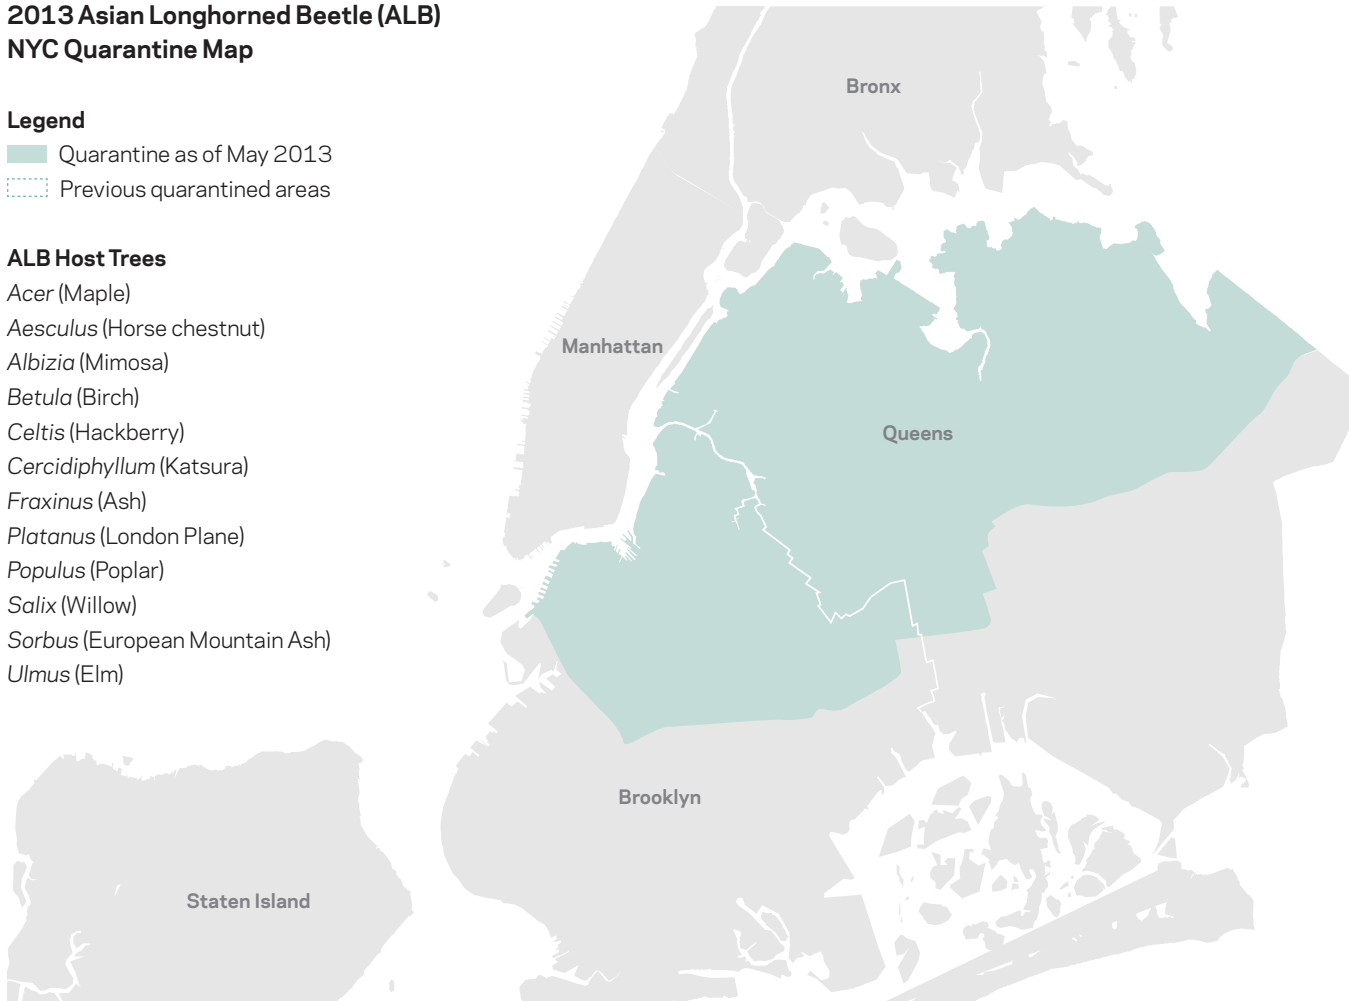 2013 Asian Longhorned Beetle (ALB)
NYC Quarantine Map
Legend
Quarantine as of May 2013
Previous quarantined areas
ALB Host Trees
Acer (Maple)
Aesculus (Horse chestnut)
Albizia (Mimosa)
Betula (Birch)
Celtis (Hackberry)
Cercidiphyllum (Katsura)
Fraxinus (Ash)
Platanus (London Plane)
Populus (Poplar)
Salix (Willow)
Sorbus (European Mountain Ash)
Ulmus (Elm)
Bronx
Manhattan
Queens
Brooklyn
Staten Island